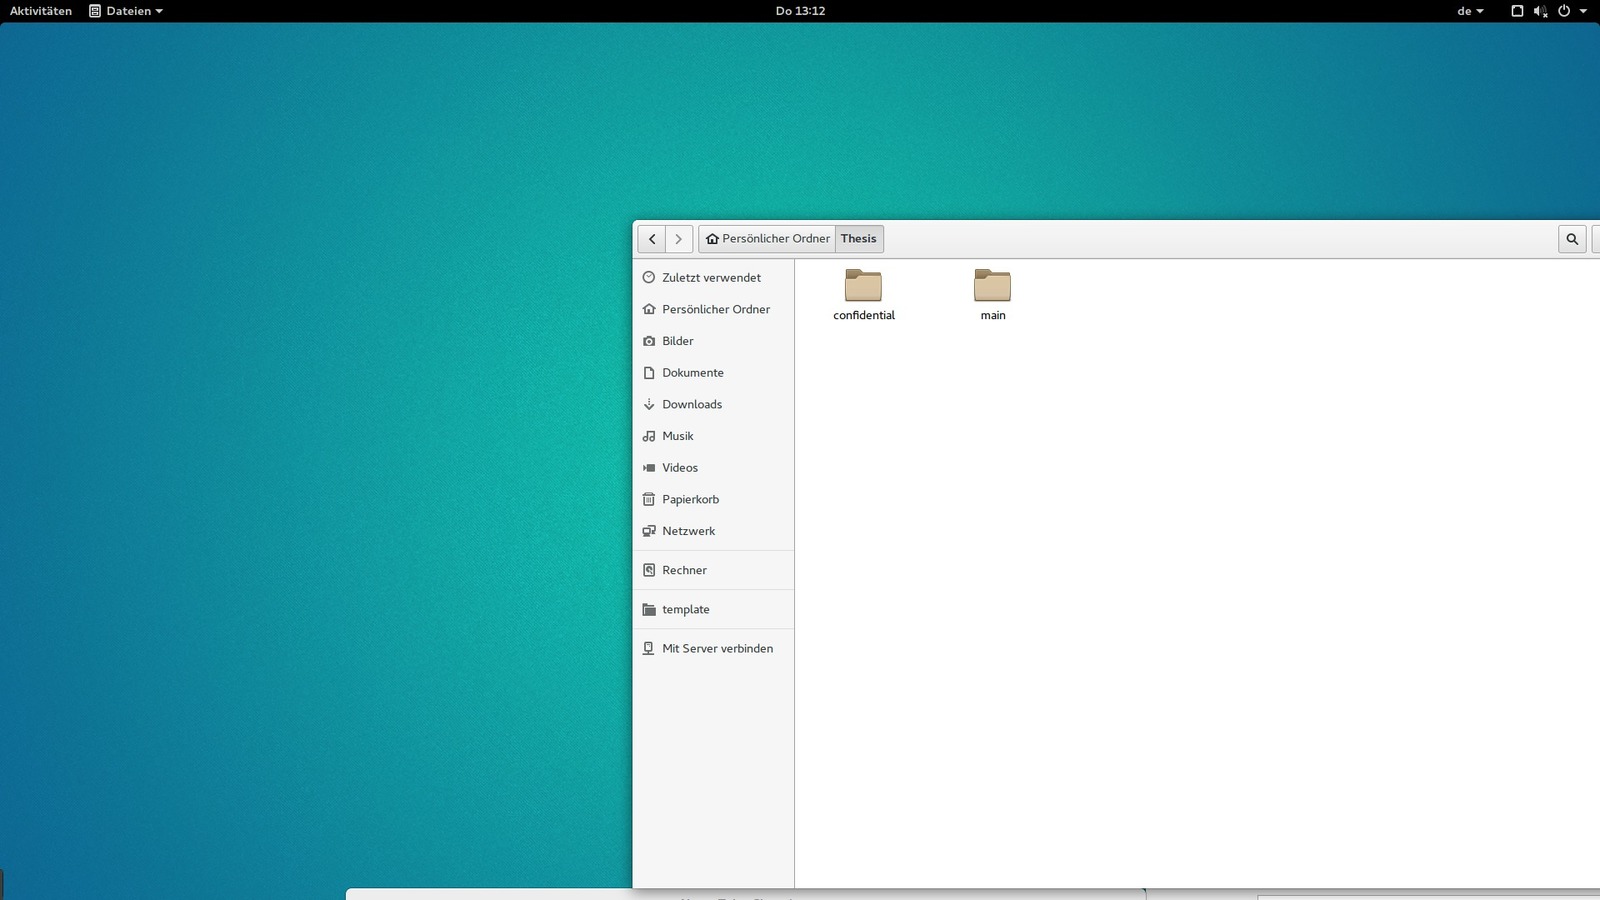 Aktivitäten Dateien Do 13:12 de
Persönlicher Ordner Thesis
Zuletzt verwendet
Persönlicher Ordner
Bilder
Dokumente
Downloads
Musik
Videos
Papierkorb
Netzwerk
Rechner
template
Mit Server verbinden
confidential main